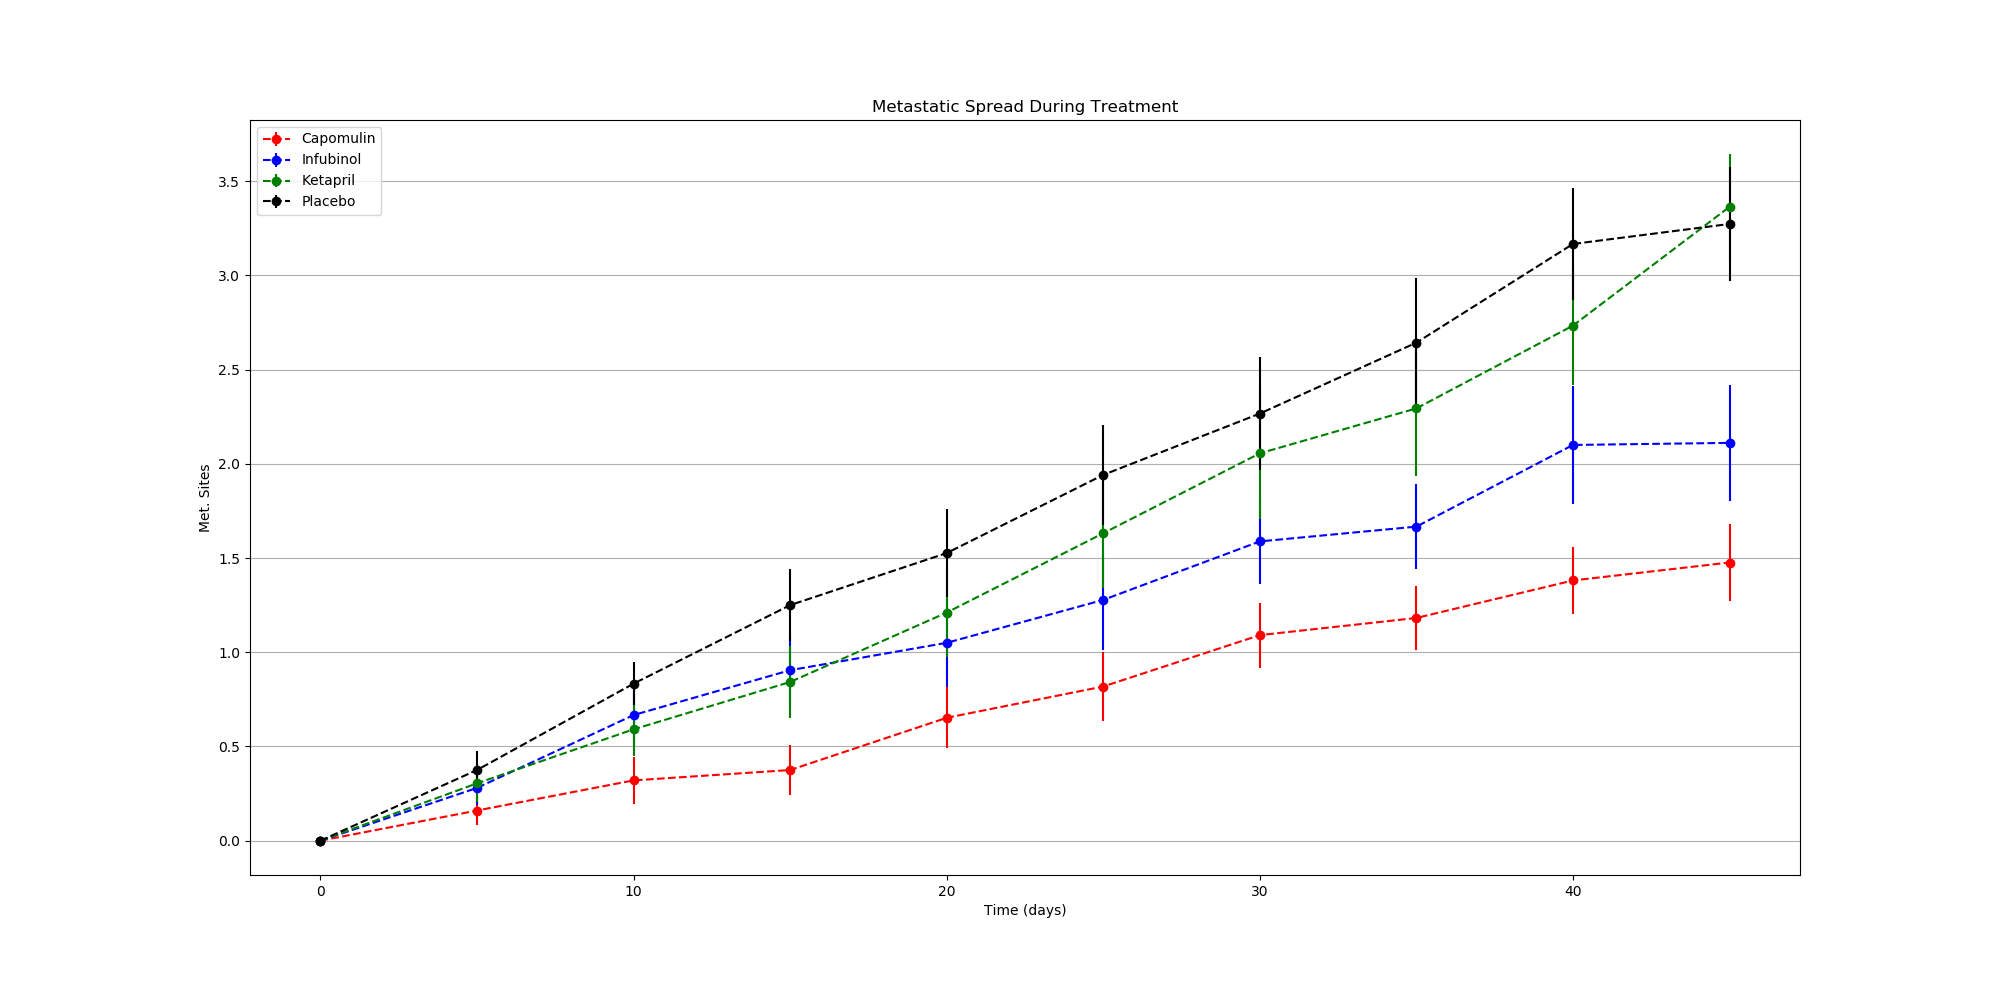 Metastatic Spread During Treatment
Capomulin
Infubinol
Ketapril
Placebo
3.5
3.0
2.5
2.0
1.5
1.0
0.5
0.0
Met. Sites
0 10 20 30 40
Time (days)